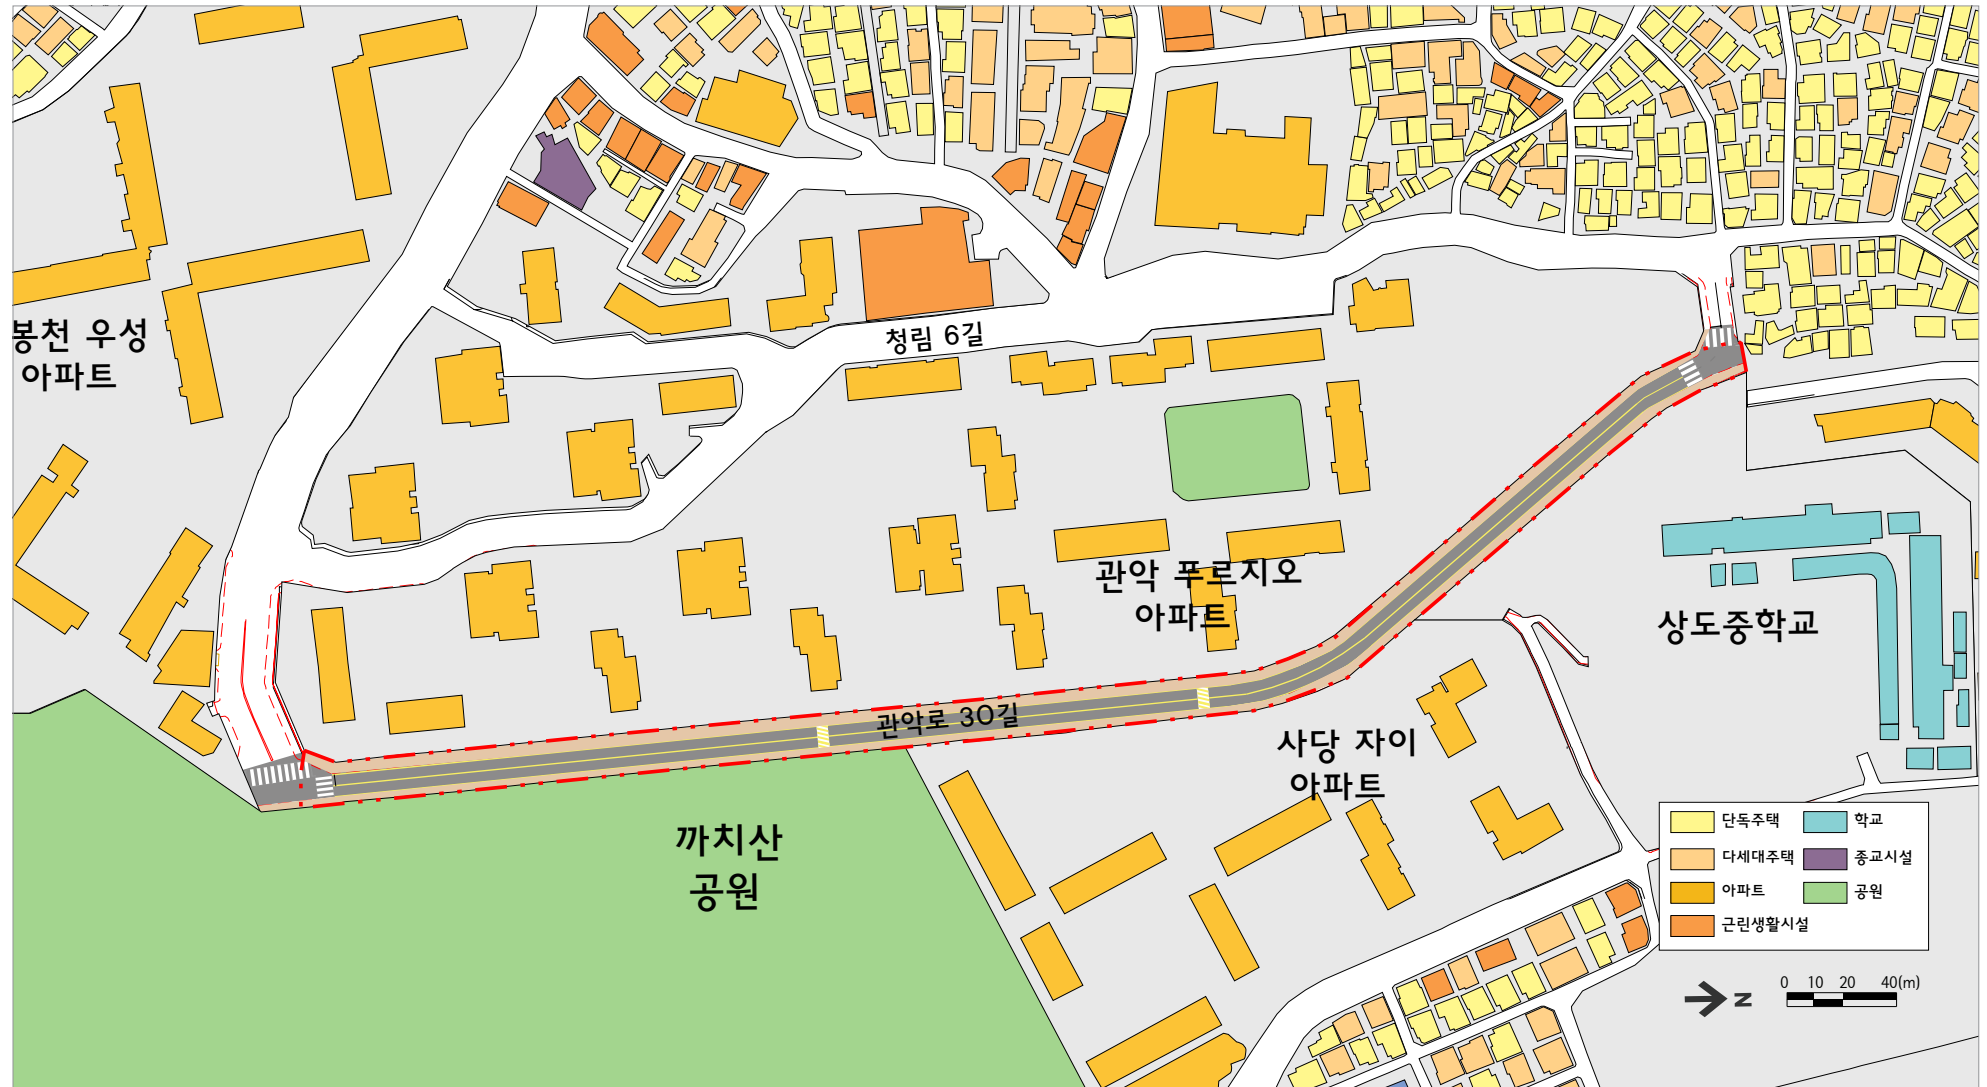 봉천 우성
아파트
청림 6길
관악 푸르지오
아파트
상도중학교
관악로 30길
사당 자이
아파트
까치산
공원
단독주택
학교
다세대주택
종교시설
아파트
공원
근린생활시설
0 10 20 40(m)
N